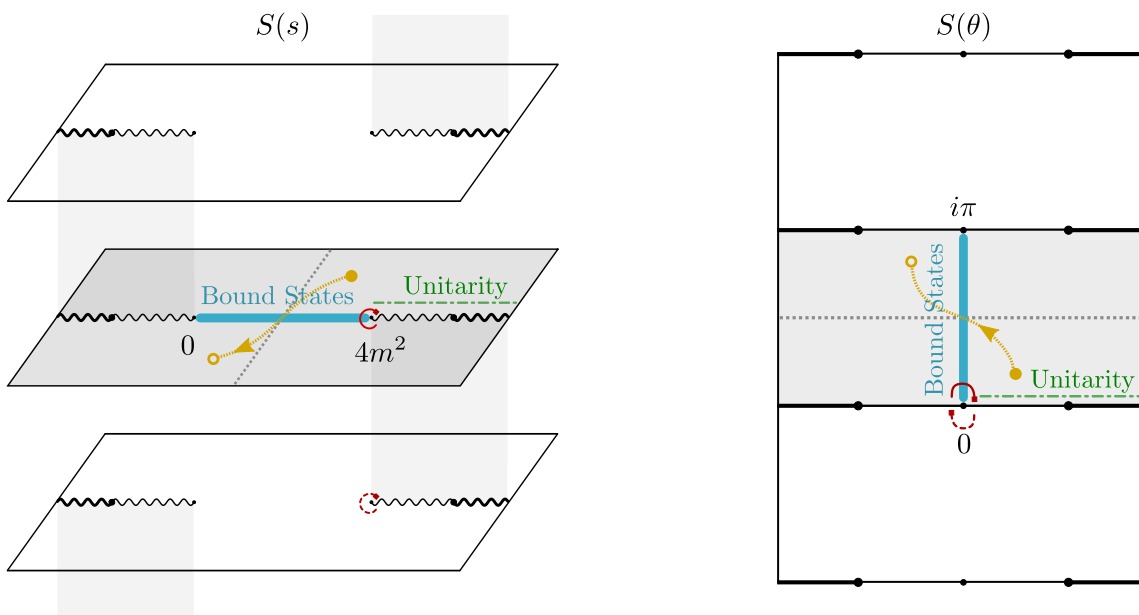 S(s)
Bound States
Unitarity
0
4m²
S(θ)
iπ
Bound States
Unitarity
0